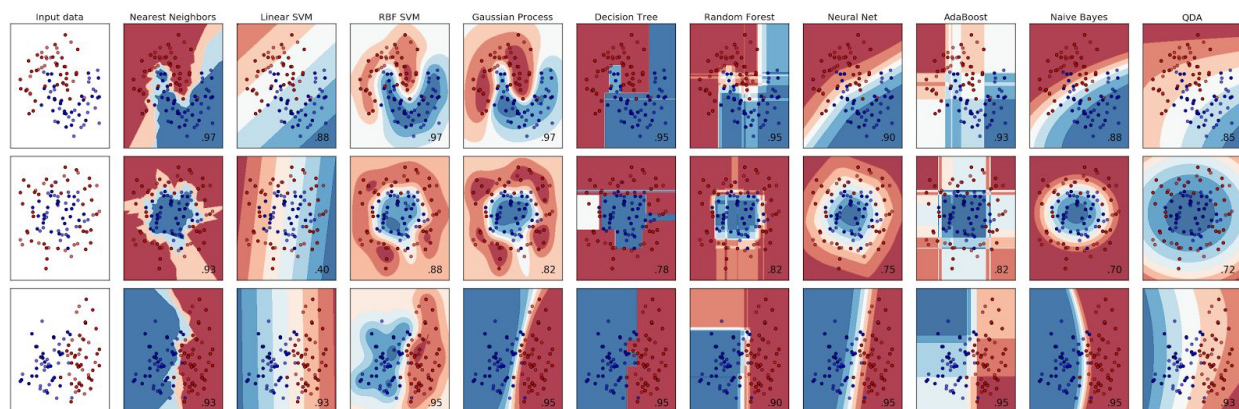 Input data Nearest Neighbors Linear SVM RBF SVM Gaussian Process Decision Tree Random Forest Neural Net AdaBoost Naive Bayes QDA
.97 .88 .97 .97 .95 .95 .90 .93 .88 .85
.93 .40 .88 .82 .78 .82 .75 .82 .70 .72
.93 .93 .95 .95 .95 .90 .95 .95 .95 .93